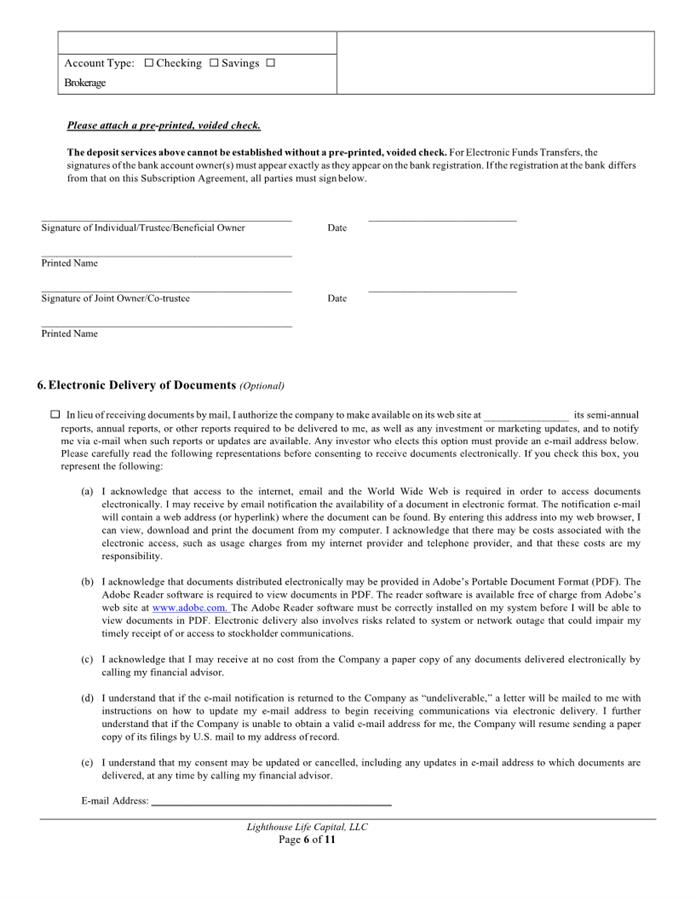 Account Type: ☐ Checking ☐ Savings ☐
Brokerage
Please attach a pre-printed, voided check.
The deposit services above cannot be established without a pre-printed, voided check. For Electronic Funds Transfers, the
signatures of the bank account owner(s) must appear exactly as they appear on the bank registration. If the registration at the bank differs
from that on this Subscription Agreement, all parties must sign below.
Signature of Individual/Trustee/Beneficial Owner Date
Printed Name
Signature of Joint Owner/Co-trustee Date
Printed Name
6. Electronic Delivery of Documents (Optional)
☐ In lieu of receiving documents by mail, I authorize the company to make available on its web site at ________________ its semi-annual
reports, annual reports, or other reports required to be delivered to me, as well as any investment or marketing updates, and to notify
me via e-mail when such reports or updates are available. Any investor who elects this option must provide an e-mail address below.
Please carefully read the following representations before consenting to receive documents electronically. If you check this box, you
represent the following:
(a) I acknowledge that access to the internet, email and the World Wide Web is required in order to access documents
electronically. I may receive by email notification the availability of a document in electronic format. The notification e-mail
will contain a web address (or hyperlink) where the document can be found. By entering this address into my web browser, I
can view, download and print the document from my computer. I acknowledge that there may be costs associated with the
electronic access, such as usage charges from my internet provider and telephone provider, and that these costs are my
responsibility.
(b) I acknowledge that documents distributed electronically may be provided in Adobe's Portable Document Format (PDF). The
Adobe Reader software is required to view documents in PDF. The reader software is available free of charge from Adobe's
web site at www.adobe.com. The Adobe Reader software must be correctly installed on my system before I will be able to
view documents in PDF. Electronic delivery also involves risks related to system or network outage that could impair my
timely receipt of or access to stockholder communications.
(c) I acknowledge that I may receive at no cost from the Company a paper copy of any documents delivered electronically by
calling my financial advisor.
(d) I understand that if the e-mail notification is returned to the Company as “undeliverable,” a letter will be mailed to me with
instructions on how to update my e-mail address to begin receiving communications via electronic delivery. I further
understand that if the Company is unable to obtain a valid e-mail address for me, the Company will resume sending a paper
copy of its filings by U.S. mail to my address of record.
(e) I understand that my consent may be updated or cancelled, including any updates in e-mail address to which documents are
delivered, at any time by calling my financial advisor.
E-mail Address: ________________
Lighthouse Life Capital, LLC
Page 6 of 11